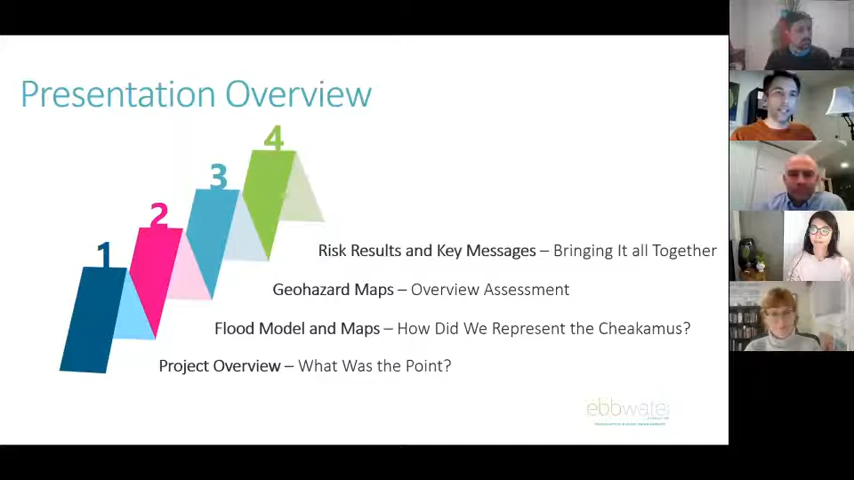 Presentation Overview
4
3
2
1
Risk Results and Key Messages – Bringing It all Together
Geohazard Maps – Overview Assessment
Flood Model and Maps – How Did We Represent the Cheakamus?
Project Overview – What Was the Point?
ebbwater